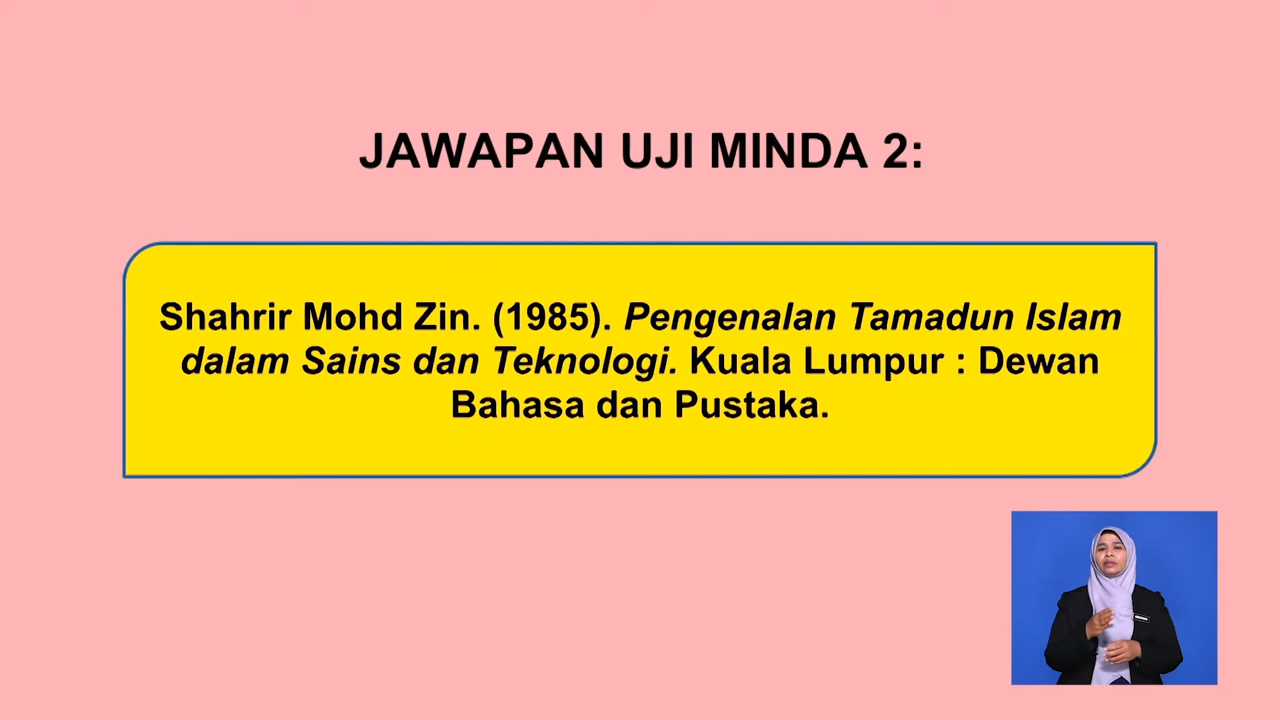 JAWAPAN UJI MINDA 2:
Shahrir Mohd Zin. (1985). Pengenalan Tamadun Islam
dalam Sains dan Teknologi. Kuala Lumpur : Dewan
Bahasa dan Pustaka.